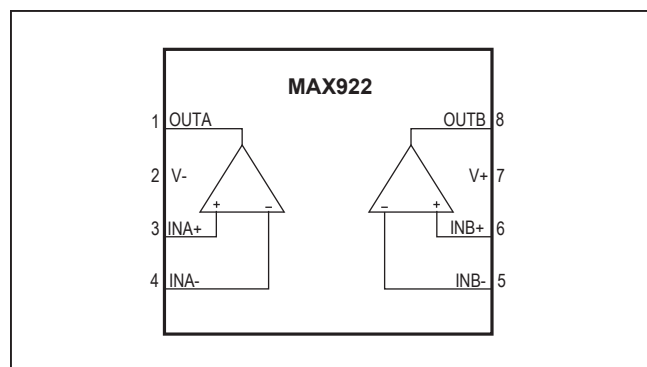 MAX922
1 OUTA OUTB 8
2 V- V+ 7
+ − − +
3 INA+ INB+ 6
4 INA- INB- 5